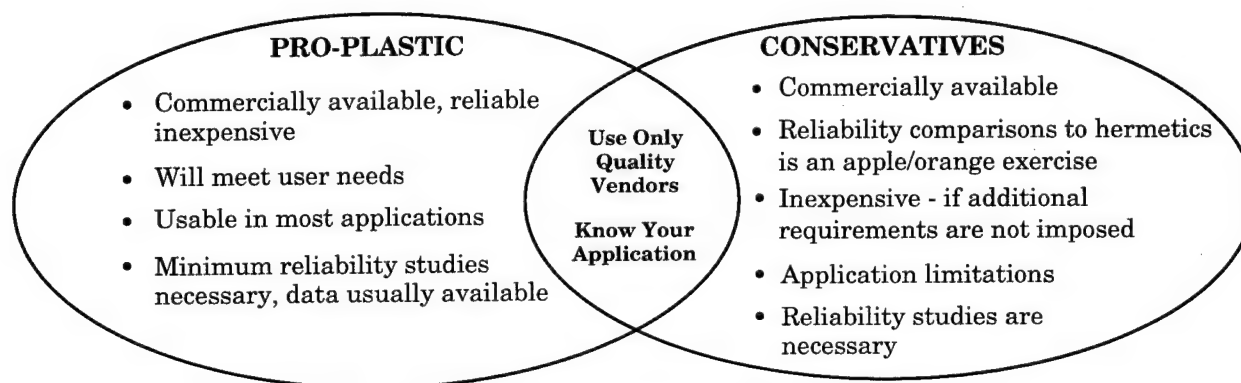 PRO-PLASTIC
• Commercially available, reliable
inexpensive
• Will meet user needs
• Usable in most applications
• Minimum reliability studies
necessary, data usually available
Use Only
Quality
Vendors
Know Your
Application
CONSERVATIVES
• Commercially available
• Reliability comparisons to hermetics
is an apple/orange exercise
• Inexpensive - if additional
requirements are not imposed
• Application limitations
• Reliability studies are
necessary